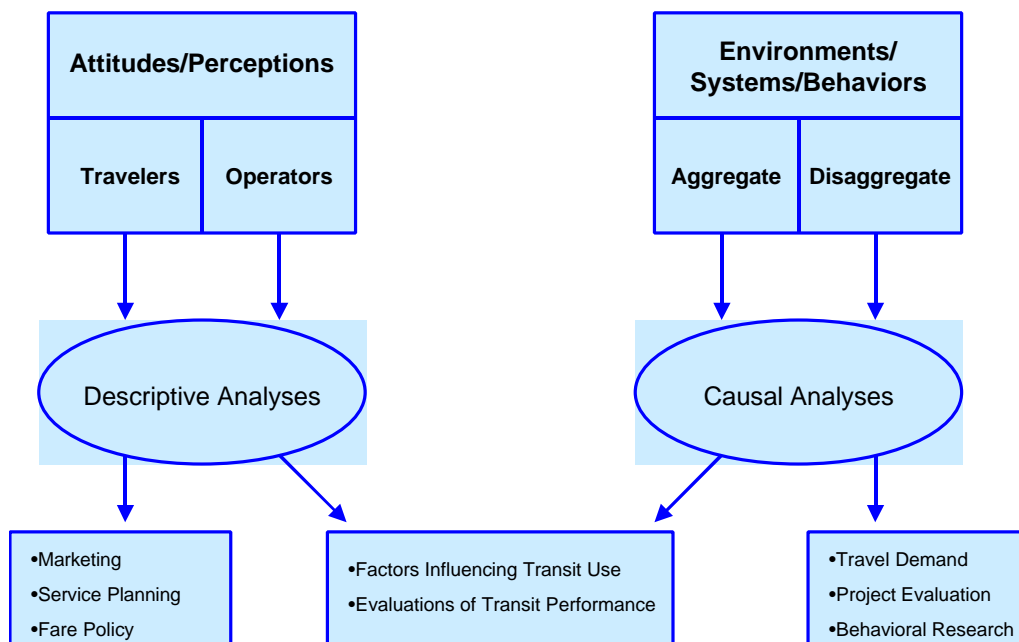 Attitudes/Perceptions
Travelers
Operators
Environments/
Systems/Behaviors
Aggregate
Disaggregate
Descriptive Analyses
Causal Analyses
•Marketing
•Service Planning
•Fare Policy
•Factors Influencing Transit Use
•Evaluations of Transit Performance
•Travel Demand
•Project Evaluation
•Behavioral Research